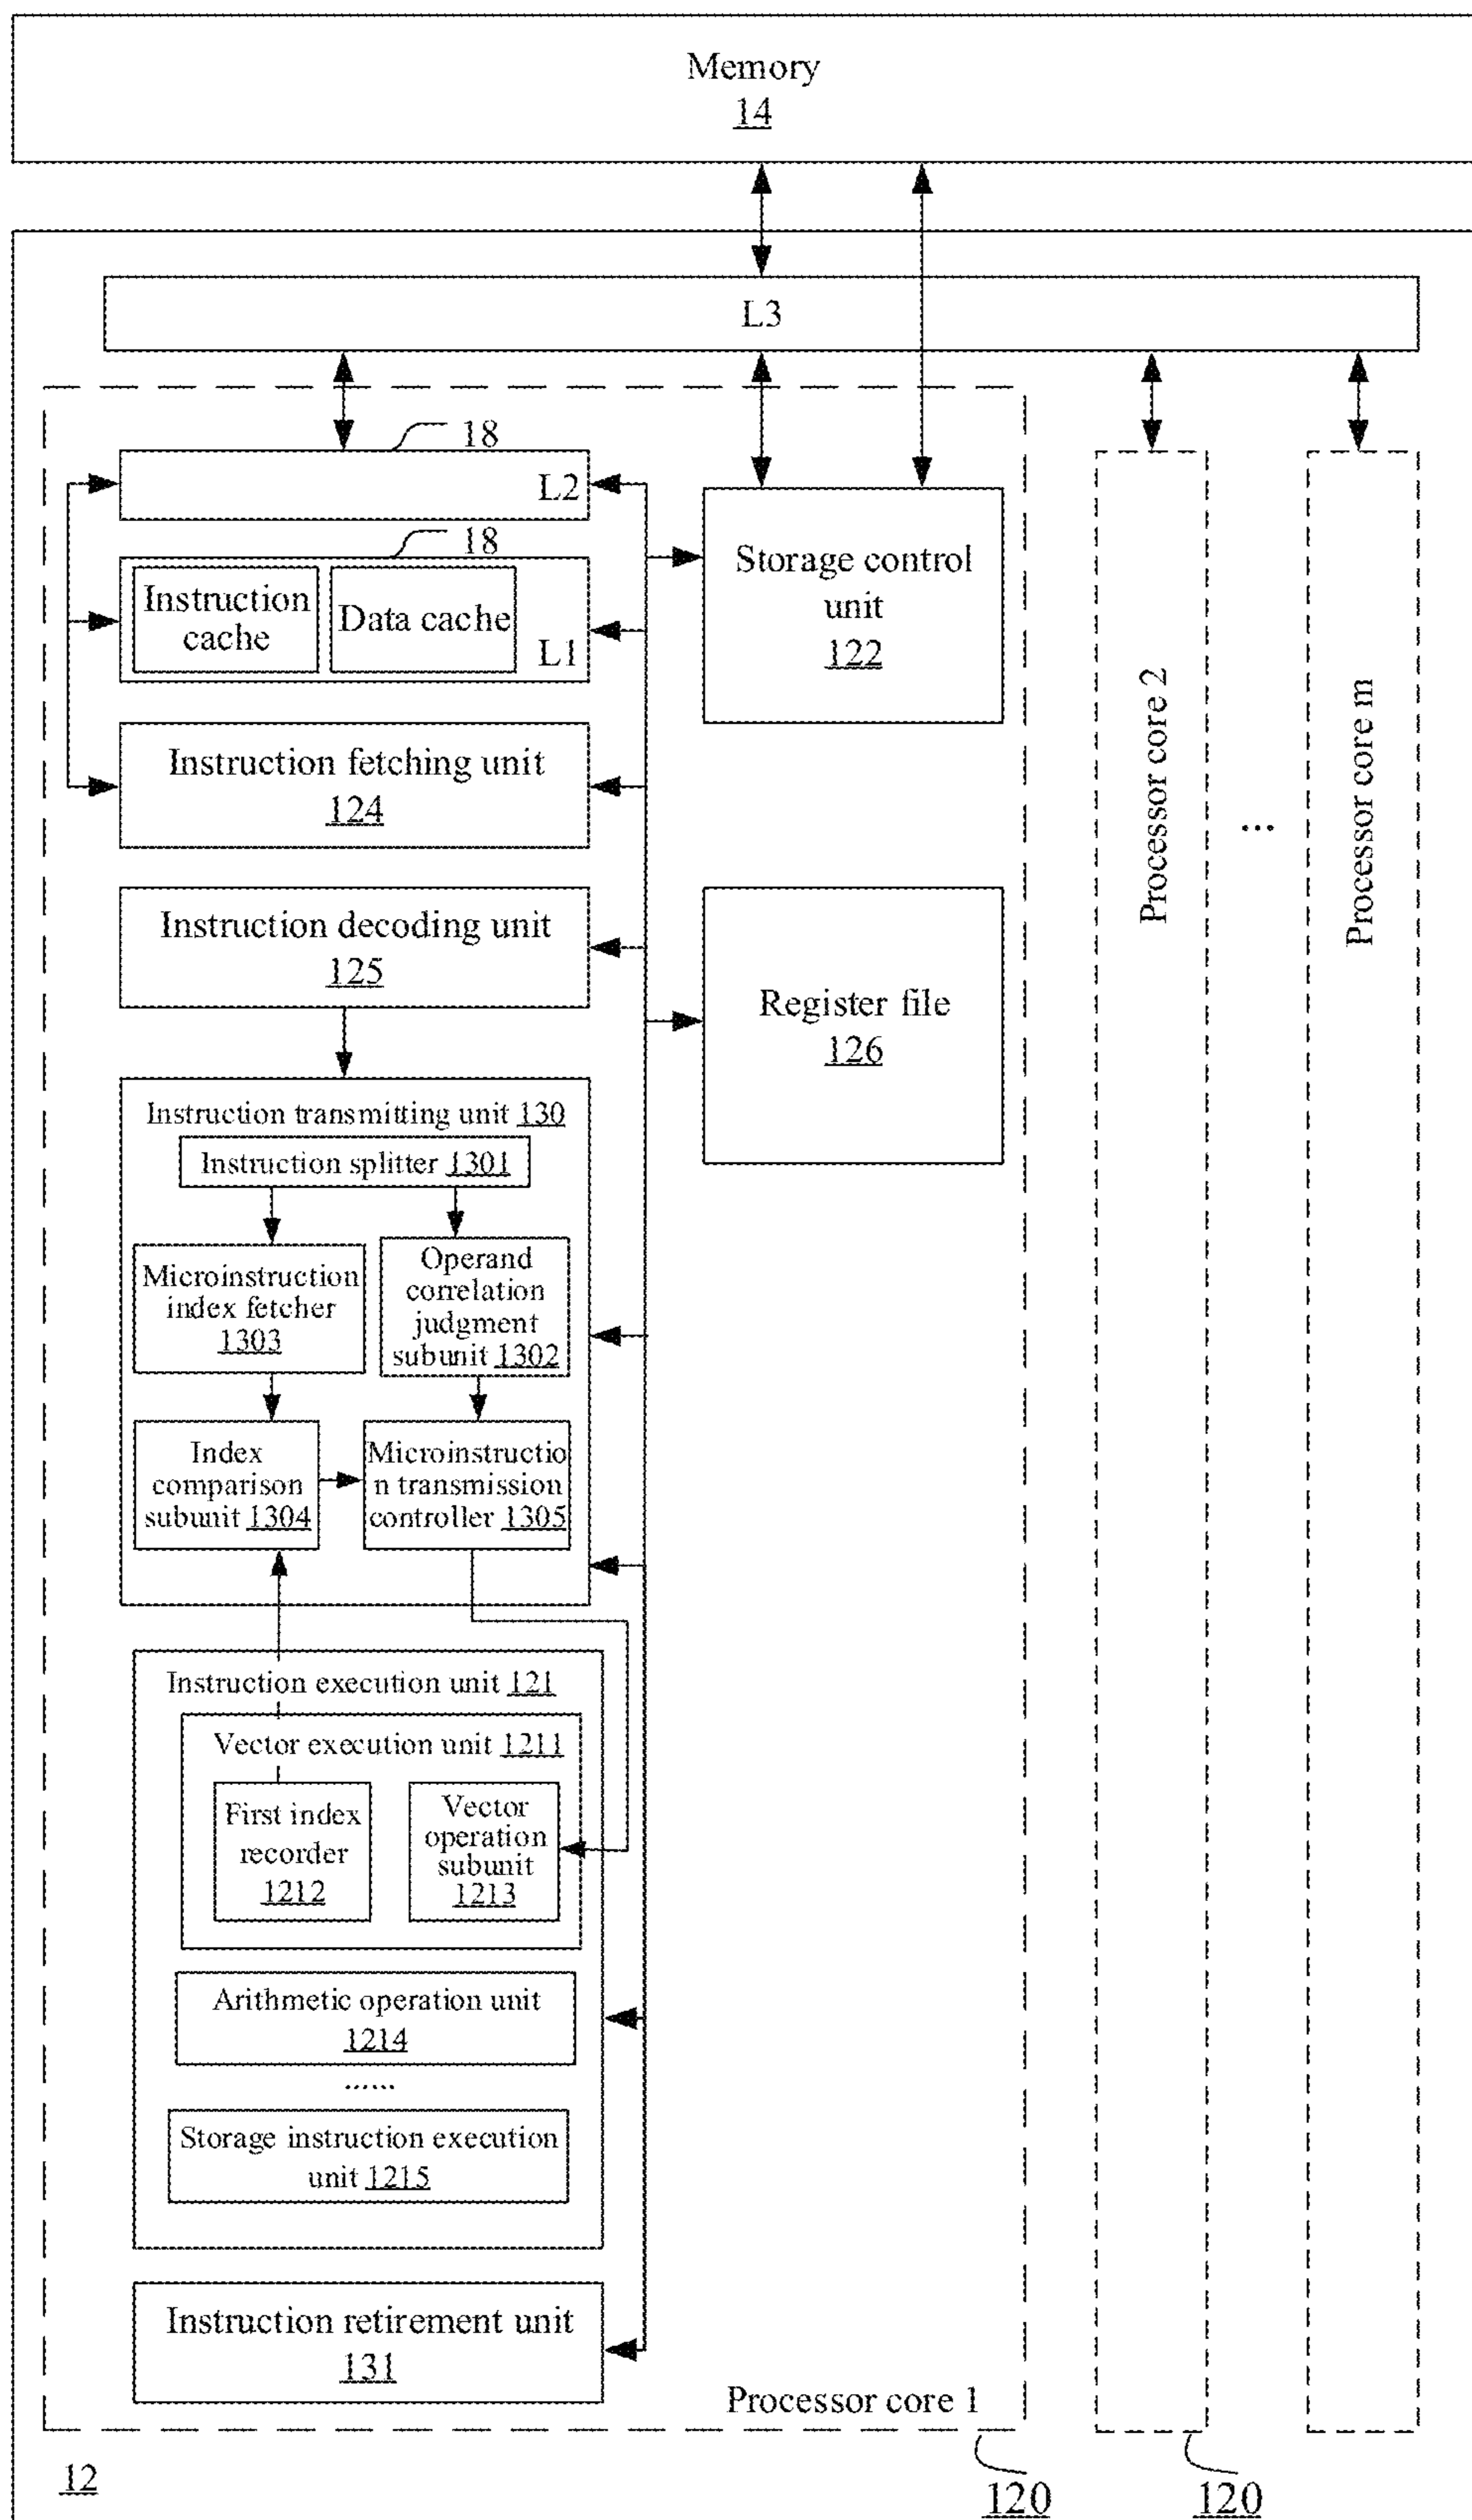 Memory
14
L3
18
L2
18
Instruction
cache
Data cache
L1
Storage control
unit
122
Instruction fetching unit
124
Instruction decoding unit
125
Register file
126
Processor core 2
...
Processor core m
Instruction transmitting unit 130
Instruction splitter 1301
Microinstruction
index fetcher
1303
Operand
correlation
judgment
subunit 1302
Index
comparison
subunit 1304
Microinstructio
n transmission
controller 1305
Instruction execution unit 121
Vector execution unit 1211
First index
recorder
1212
Vector
operation
subunit
1213
Arithmetic operation unit
1214
......
Storage instruction execution
unit 1215
Instruction retirement unit
131
Processor core 1
12
120
120